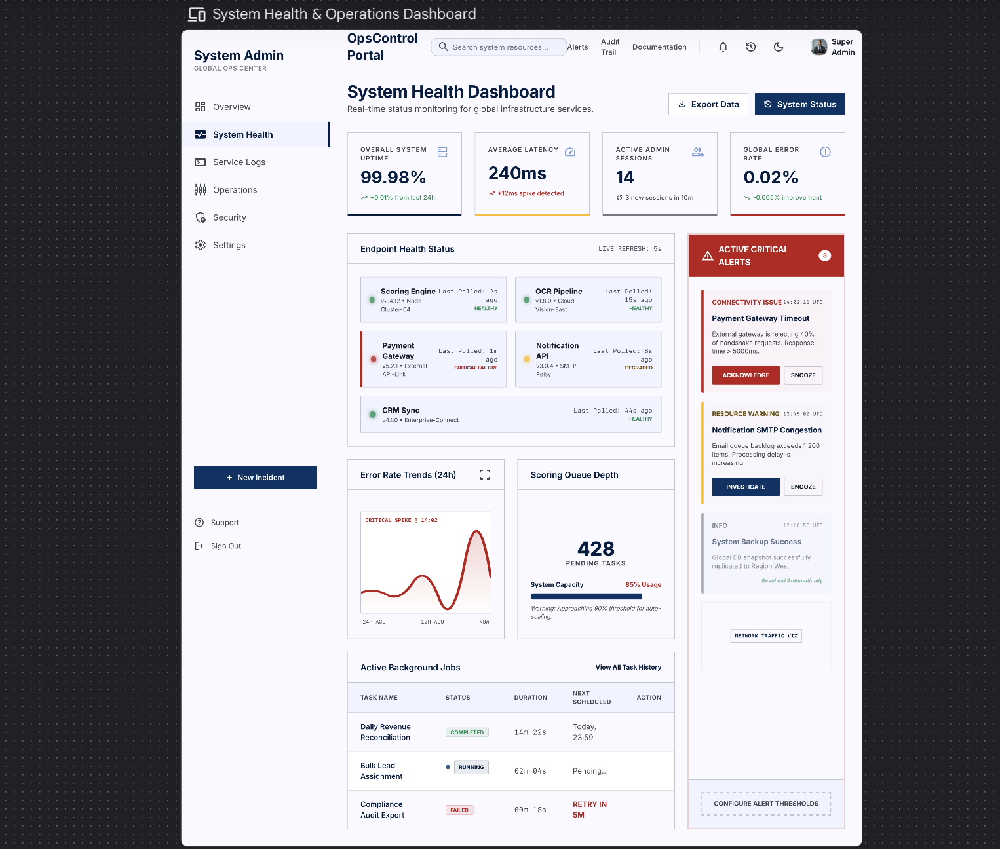 System Health & Operations Dashboard
System Admin
GLOBAL OPS CENTER
Overview
System Health
Service Logs
Operations
Security
Settings
+ New Incident
Support
Sign Out
OpsControl
Portal
Search system resources...
Alerts
Audit
Trail
Documentation
Super
Admin
System Health Dashboard
Real-time status monitoring for global infrastructure services.
Export Data
System Status
OVERALL SYSTEM
UPTIME
99.98%
+0.01% from last 24h
AVERAGE LATENCY
240ms
+12ms spike detected
ACTIVE ADMIN
SESSIONS
14
3 new sessions in 10m
GLOBAL ERROR
RATE
0.02%
-0.005% improvement
Endpoint Health Status
LIVE REFRESH: 5s
Scoring Engine
v2.4.12 • Node-
Cluster-04
Last Polled: 2s
ago
HEALTHY
OCR Pipeline
v1.8.0 • Cloud-
Vision-East
Last Polled:
15s ago
HEALTHY
Payment
Gateway
v5.2.1 • External-
API-Link
Last Polled: 1m
ago
CRITICAL FAILURE
Notification
API
v3.0.4 • SMTP-
Relay
Last Polled: 8s
ago
DEGRADED
CRM Sync
v4.1.0 • Enterprise-Connect
Last Polled: 44s ago
HEALTHY
Error Rate Trends (24h)
CRITICAL SPIKE @ 14:02
24H AGO
12H AGO
NOW
Scoring Queue Depth
428
PENDING TASKS
System Capacity
85% Usage
Warning: Approaching 90% threshold for auto-
scaling.
Active Background Jobs
View All Task History
TASK NAME
STATUS
DURATION
NEXT
SCHEDULED
ACTION
Daily Revenue
Reconciliation
COMPLETED
14m 22s
Today,
23:59
Bulk Lead
Assignment
RUNNING
02m 04s
Pending...
Compliance
Audit Export
FAILED
00m 18s
RETRY IN
5M
ACTIVE CRITICAL
ALERTS
3
CONNECTIVITY ISSUE
14:02:11 UTC
Payment Gateway Timeout
External gateway is rejecting 40%
of handshake requests. Response
time > 5000ms.
ACKNOWLEDGE
SNOOZE
RESOURCE WARNING
13:45:00 UTC
Notification SMTP Congestion
Email queue backlog exceeds 1,200
items. Processing delay is
increasing.
INVESTIGATE
SNOOZE
INFO
12:10:55 UTC
System Backup Success
Global DB snapshot successfully
replicated to Region West.
Resolved Automatically
NETWORK TRAFFIC VIZ
CONFIGURE ALERT THRESHOLDS